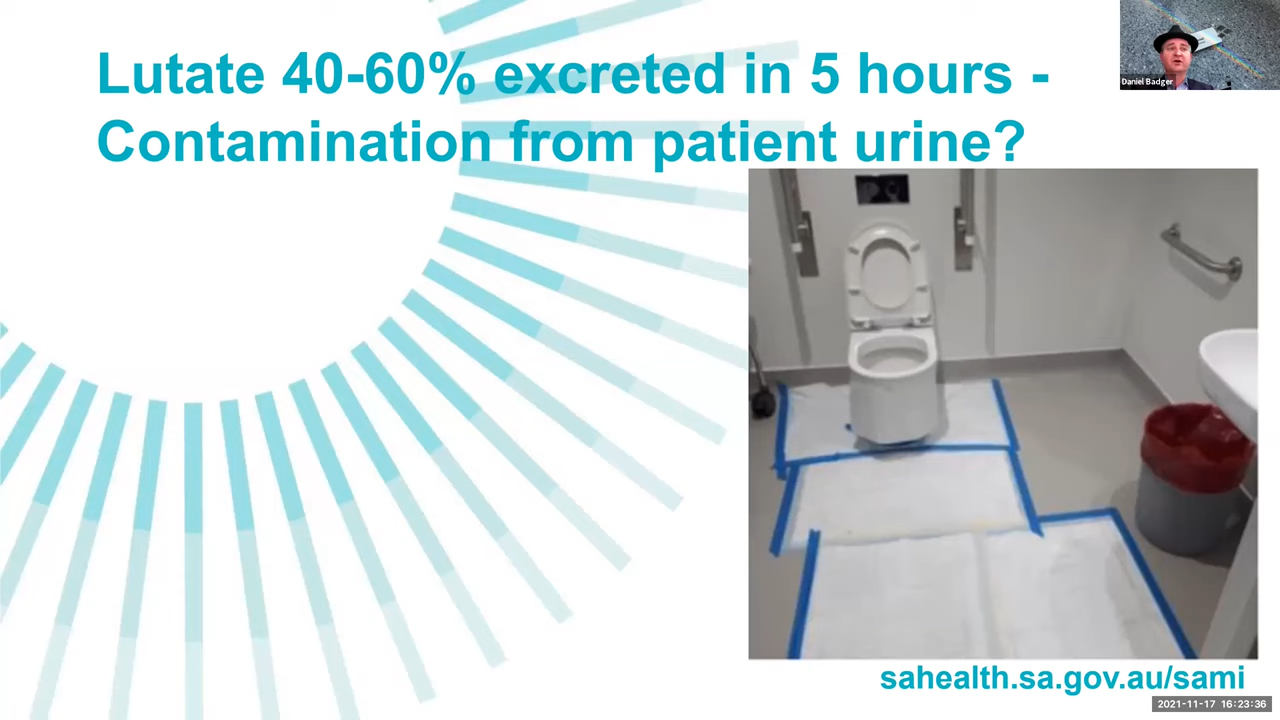 Lutate 40-60% excreted in 5 hours -
Contamination from patient urine?
Daniel Badger
sahealth.sa.gov.au/sami
2021-11-17 16:23:36